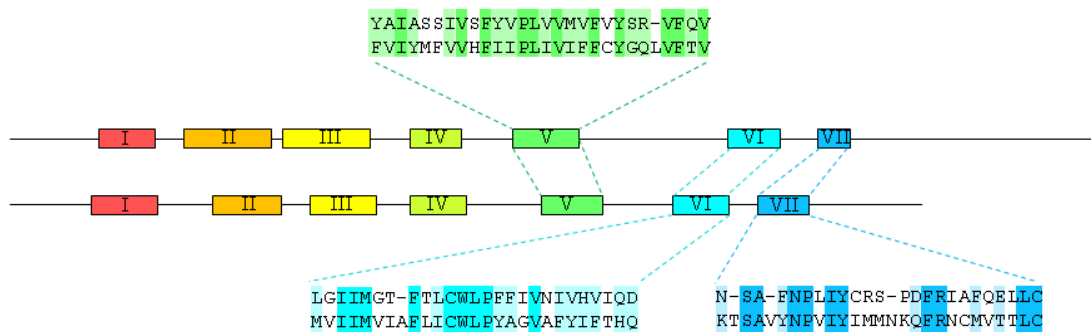 YAIASSIVSFYVPLVVMVFVYSR-VFQV
FVIYMFVVHFIIPLIVIFFCYGQLVFTV
I II III IV V VI VII
I II III IV V VI VII
LGIIMGT-FTLCWLPFFIVNIVHVIQD
MVIIMVIAFLICWLPYAGVAFYIFTHQ
N-SA-FNPLIYCRS-PDFRIAFQELLC
KTSAVYNPVIYIMMNKQFRNCMVTTLC